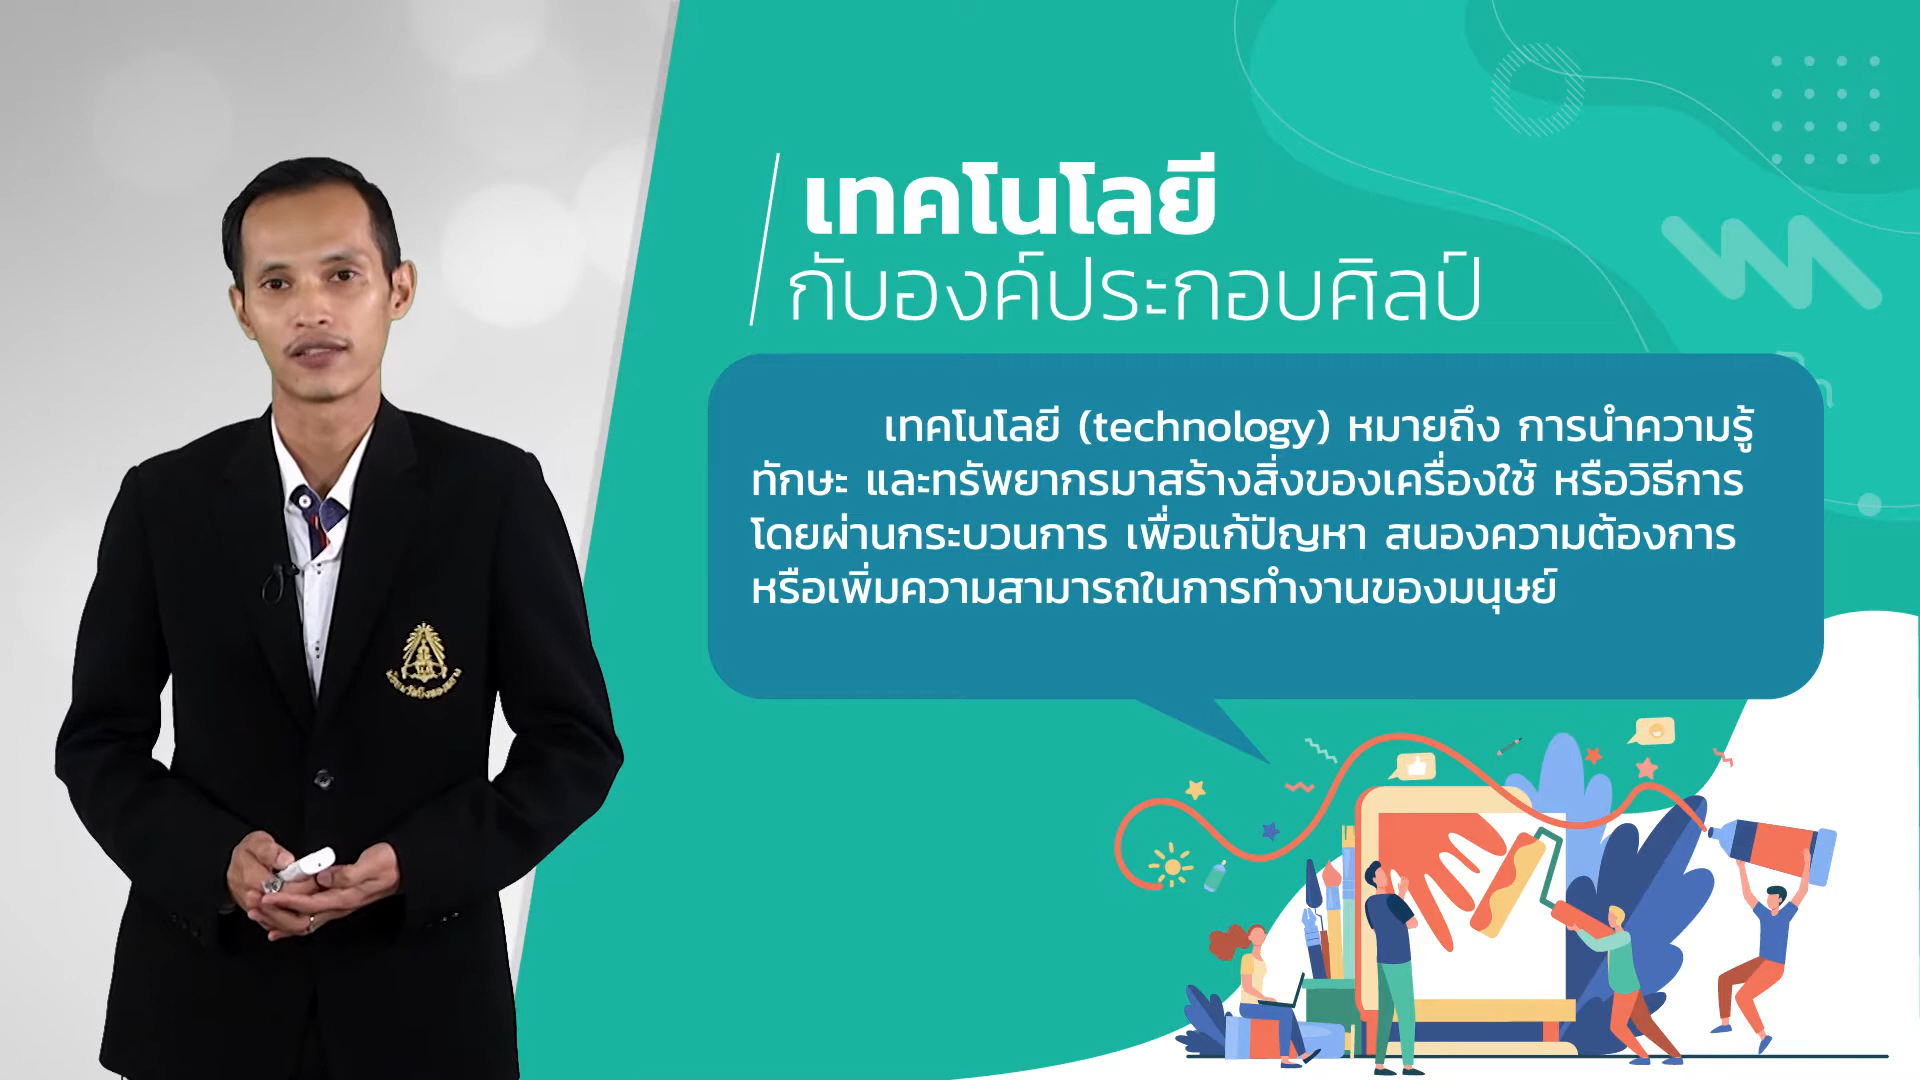 เทคโนโลยี
กับองค์ประกอบศิลป์
เทคโนโลยี (technology) หมายถึง การนำความรู้
ทักษะ และทรัพยากรมาสร้างสิ่งของเครื่องใช้ หรือวิธีการ
โดยผ่านกระบวนการ เพื่อแก้ปัญหา สนองความต้องการ
หรือเพิ่มความสามารถในการทำงานของมนุษย์